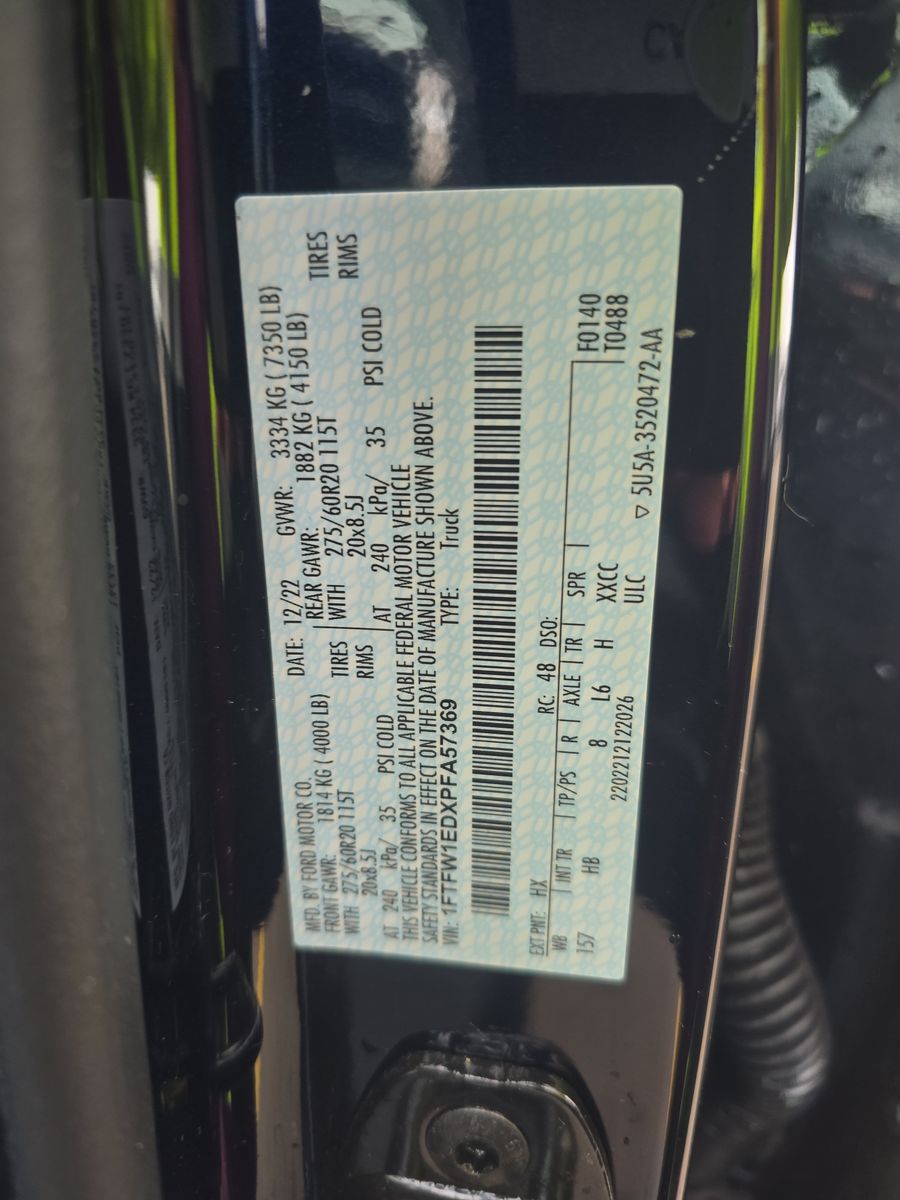 MFD. BY FORD MOTOR CO.
DATE: 12/22 GVWR: 3334 KG ( 7350 LB)
FRONT GAWR: 1814 KG ( 4000 LB)
REAR GAWR: 1882 KG ( 4150 LB)
WITH 275/60R20 115T TIRES
WITH 275/60R20 115T TIRES
20x8.5J RIMS
20x8.5J RIMS
AT 240 kPa/ 35 PSI COLD
AT 240 kPa/ 35 PSI COLD
THIS VEHICLE CONFORMS TO ALL APPLICABLE FEDERAL MOTOR VEHICLE
SAFETY STANDARDS IN EFFECT ON THE DATE OF MANUFACTURE SHOWN ABOVE.
VIN: 1FTFW1EDXPFA57369 TYPE: Truck
EXT PNT: HX RC: 48 DSO:
WB | INT TR | TP/PS | R | AXLE | TR | SPR | F0140
157 HB 8 L6 H XXCC T0488
2202212122026 ULC
▽ 5U5A-3520472-AA